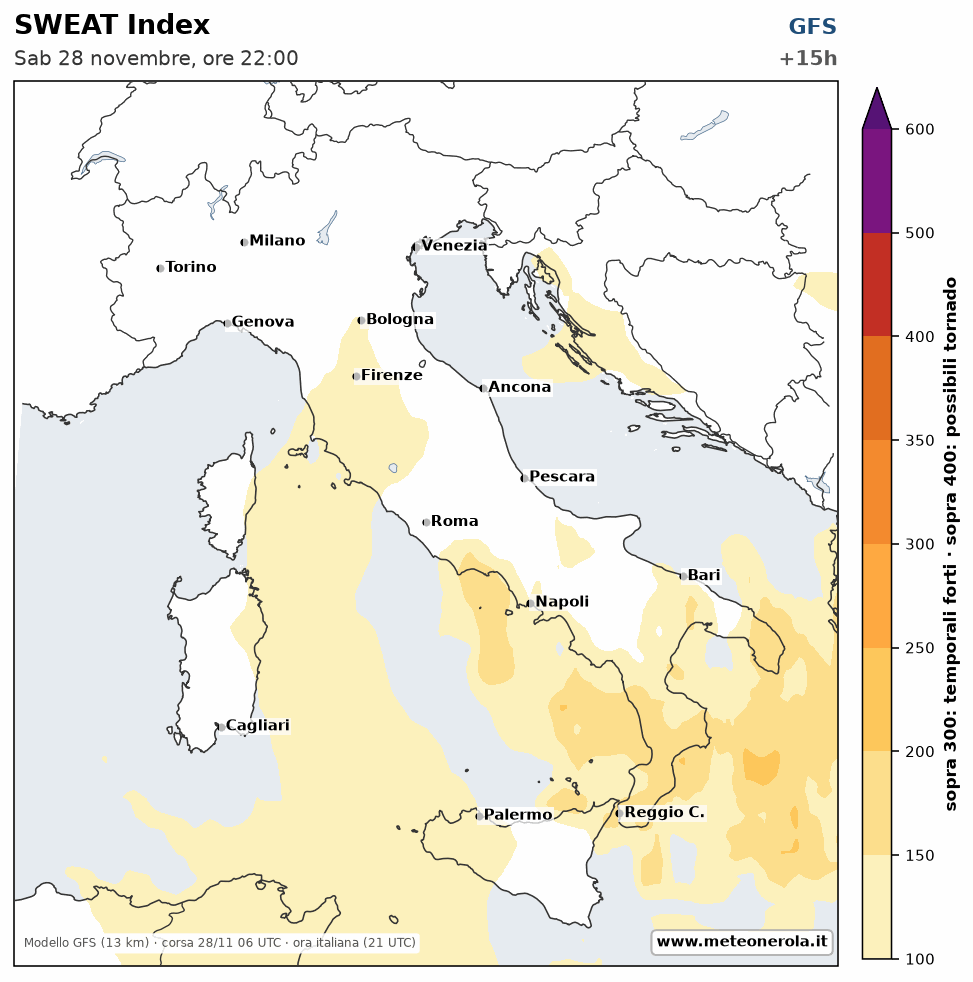 SWEAT Index
GFS
Sab 28 novembre, ore 22:00
+15h
600
500
400
350
300
250
200
150
100
sopra 300: temporali forti · sopra 400: possibili tornado
Venezia
Milano
Torino
Genova
Bologna
Firenze
Ancona
Pescara
Roma
Bari
Napoli
Cagliari
Palermo
Reggio C.
Modello GFS (13 km) · corsa 28/11 06 UTC · ora italiana (21 UTC)
www.meteonerola.it